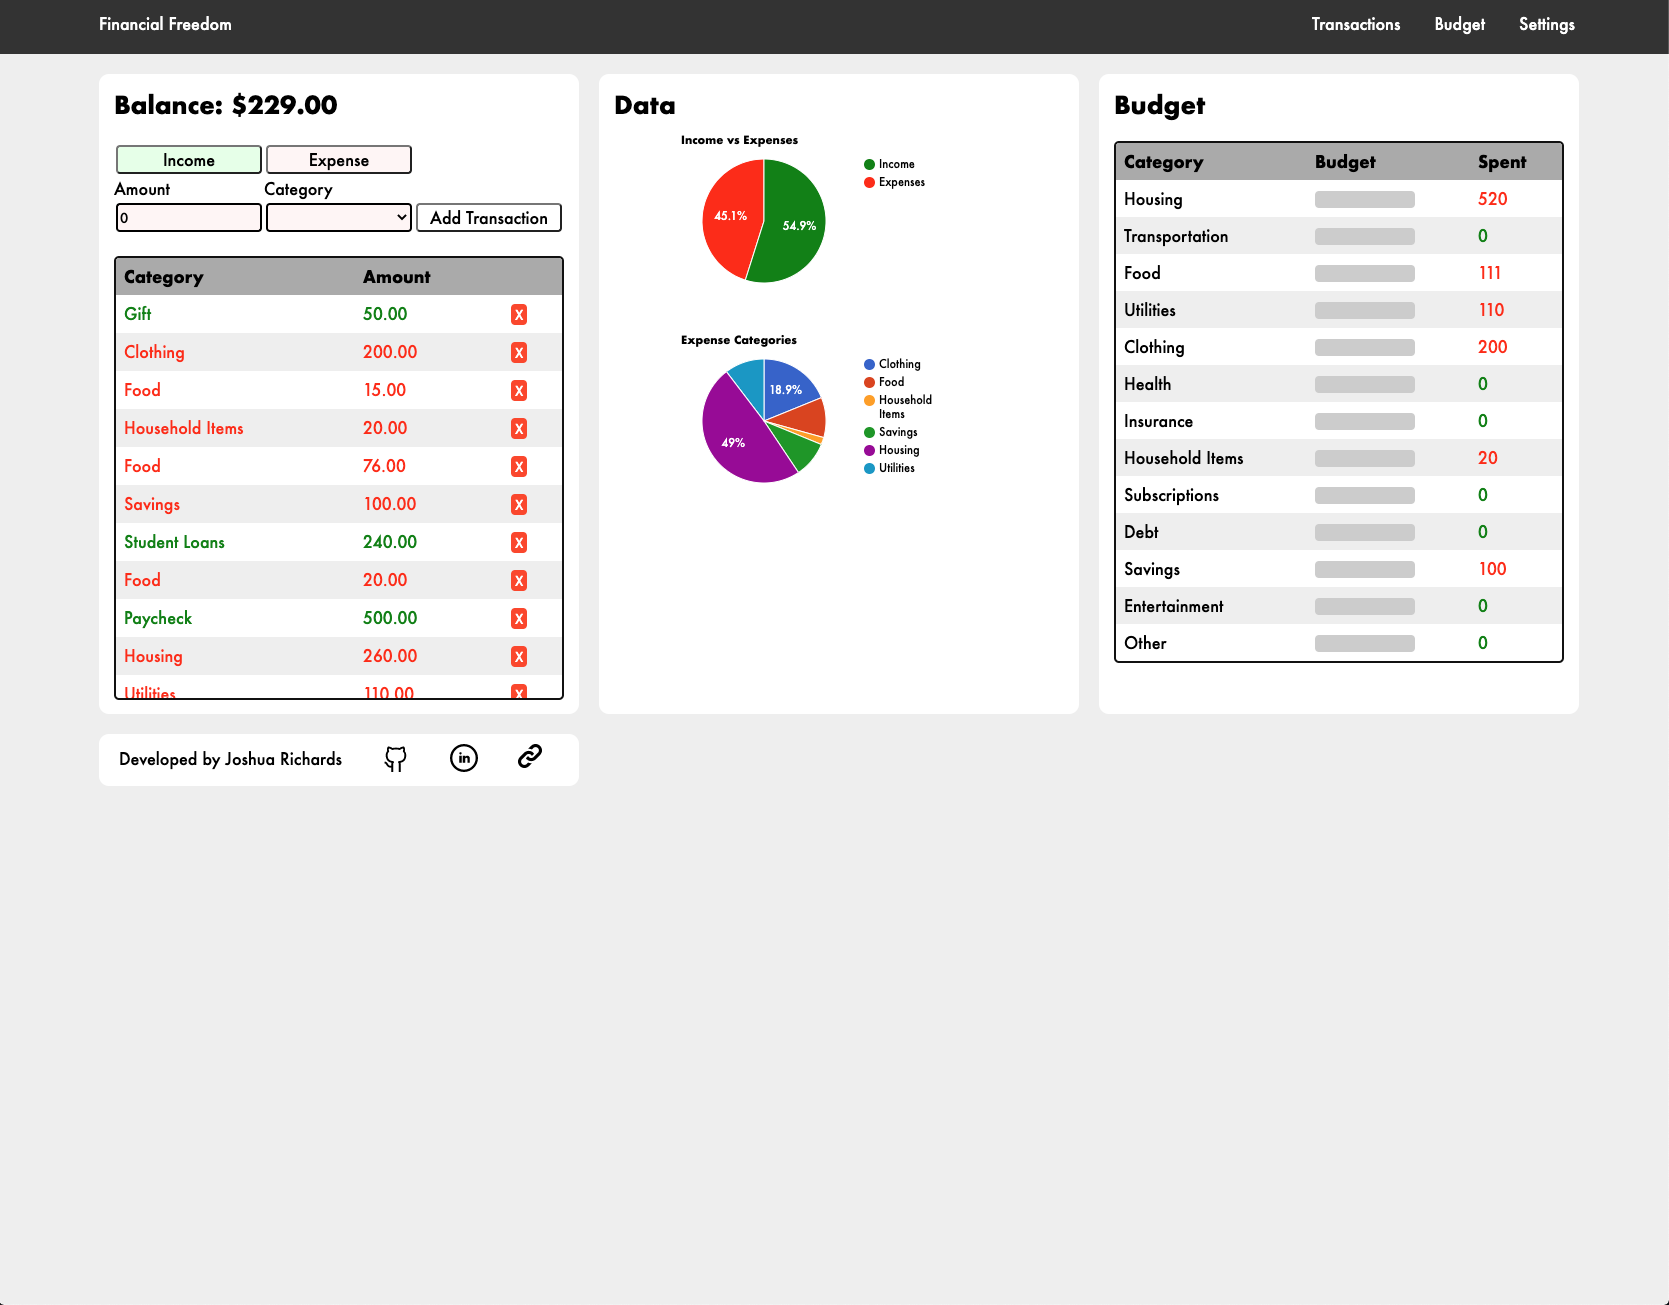 Financial Freedom Transactions Budget Settings
Balance: $229.00
Income Expense
Amount Category
0 Add Transaction
Category Amount
Gift 50.00 X
Clothing 200.00 X
Food 15.00 X
Household Items 20.00 X
Food 76.00 X
Savings 100.00 X
Student Loans 240.00 X
Food 20.00 X
Paycheck 500.00 X
Housing 260.00 X
Utilities 110.00 X
Data
Income vs Expenses
Income
Expenses
45.1%
54.9%
Expense Categories
Clothing
Food
Household
Items
Savings
Housing
Utilities
18.9%
49%
Budget
Category Budget Spent
Housing 520
Transportation 0
Food 111
Utilities 110
Clothing 200
Health 0
Insurance 0
Household Items 20
Subscriptions 0
Debt 0
Savings 100
Entertainment 0
Other 0
Developed by Joshua Richards in